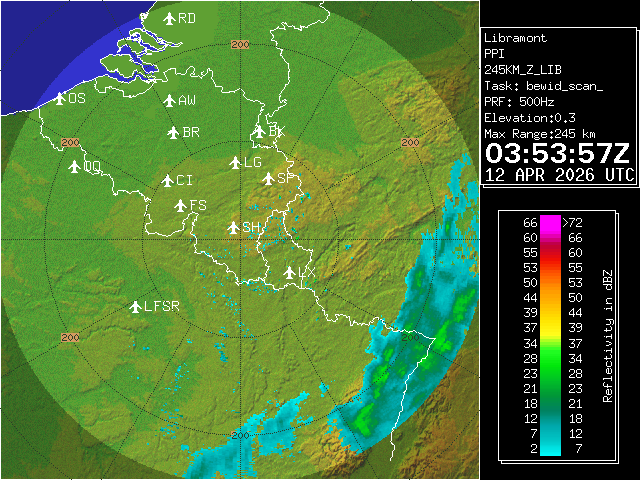 RD
200
OS
AW
BR
BK
200
200
LG
QQ
CI
SP
FS
SH
LX
LFSR
200
200
200
Libramont
PPI
245KM_Z_LIB
Task: bewid_scan_
PRF: 500Hz
Elevation:0.3
Max Range:245 km
03:53:57Z
12 APR 2026 UTC
66 >72
60 66
55 60
53 55
50 53
44 50
39 44
37 39
34 37
28 34
23 28
21 23
18 21
12 18
7 12
2 7
Reflectivity in dBZ